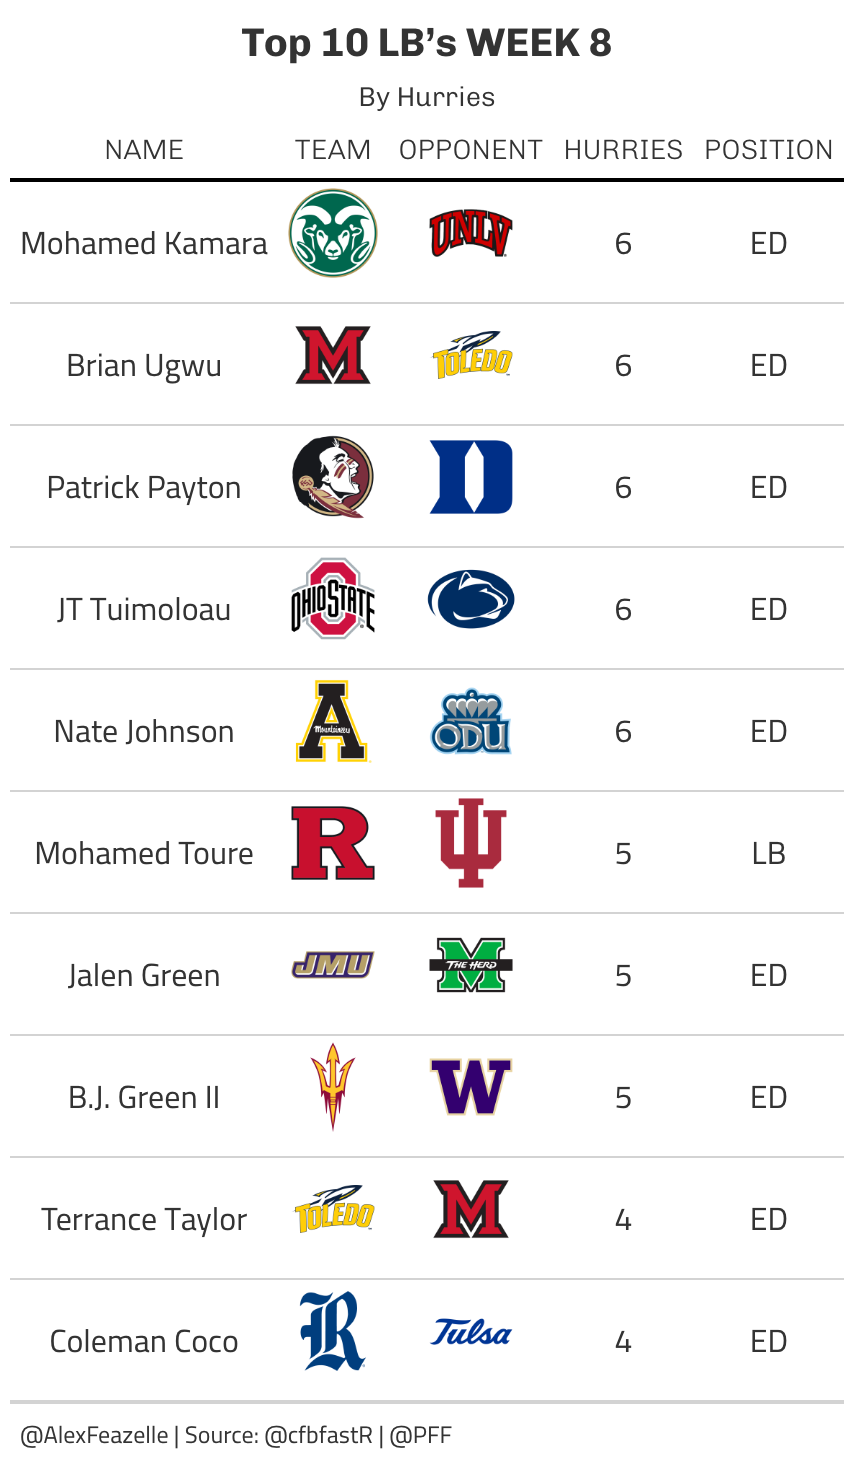 Top 10 LB’s WEEK 8
By Hurries
NAME TEAM OPPONENT HURRIES POSITION
Mohamed Kamara UNLV 6 ED
Brian Ugwu M TOLEDO 6 ED
Patrick Payton D 6 ED
JT Tuimoloau OHIO STATE 6 ED
Nate Johnson A Mountaineers ODU 6 ED
Mohamed Toure R IU 5 LB
Jalen Green JMU M THE HERD 5 ED
B.J. Green II W 5 ED
Terrance Taylor TOLEDO M 4 ED
Coleman Coco R Tulsa 4 ED
@AlexFeazelle | Source: @cfbfastR | @PFF